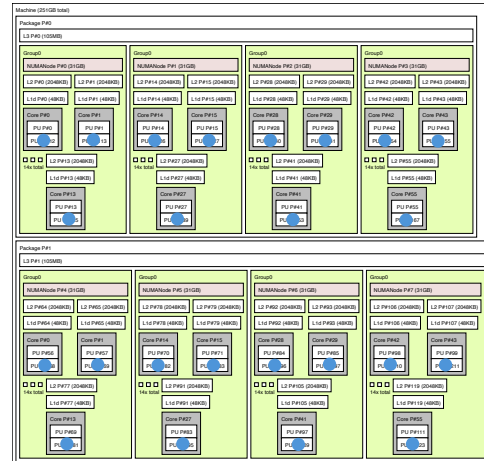 Machine (251GB total)
Package P#0
L3 P#0 (105MB)
Group0 Group0 Group0 Group0
NUMANode P#0 (31GB) NUMANode P#1 (31GB) NUMANode P#2 (31GB) NUMANode P#3 (31GB)
L2 P#0 (2048KB) L2 P#1 (2048KB) L2 P#14 (2048KB) L2 P#15 (2048KB) L2 P#28 (2048KB) L2 P#29 (2048KB) L2 P#42 (2048KB) L2 P#43 (2048KB)
L1d P#0 (48KB) L1d P#1 (48KB) L1d P#14 (48KB) L1d P#15 (48KB) L1d P#28 (48KB) L1d P#29 (48KB) L1d P#42 (48KB) L1d P#43 (48KB)
Core P#0 Core P#1 Core P#14 Core P#15 Core P#28 Core P#29 Core P#42 Core P#43
PU P#0 PU P#1 PU P#14 PU P#15 PU P#28 PU P#29 PU P#42 PU P#43
14x total L2 P#13 (2048KB) 14x total L2 P#27 (2048KB) 14x total L2 P#41 (2048KB) 14x total L2 P#55 (2048KB)
L1d P#13 (48KB) L1d P#27 (48KB) L1d P#41 (48KB) L1d P#55 (48KB)
Core P#13 Core P#27 Core P#41 Core P#55
PU P#13 PU P#27 PU P#41 PU P#55
Package P#1
L3 P#1 (105MB)
Group0 Group0 Group0 Group0
NUMANode P#4 (31GB) NUMANode P#5 (31GB) NUMANode P#6 (31GB) NUMANode P#7 (31GB)
L2 P#64 (2048KB) L2 P#65 (2048KB) L2 P#78 (2048KB) L2 P#79 (2048KB) L2 P#92 (2048KB) L2 P#93 (2048KB) L2 P#106 (2048KB) L2 P#107 (2048KB)
L1d P#64 (48KB) L1d P#65 (48KB) L1d P#78 (48KB) L1d P#79 (48KB) L1d P#92 (48KB) L1d P#93 (48KB) L1d P#106 (48KB) L1d P#107 (48KB)
Core P#0 Core P#1 Core P#14 Core P#15 Core P#28 Core P#29 Core P#42 Core P#43
PU P#56 PU P#57 PU P#70 PU P#71 PU P#84 PU P#85 PU P#98 PU P#99
14x total L2 P#77 (2048KB) 14x total L2 P#91 (2048KB) 14x total L2 P#105 (2048KB) 14x total L2 P#119 (2048KB)
L1d P#77 (48KB) L1d P#91 (48KB) L1d P#105 (48KB) L1d P#119 (48KB)
Core P#13 Core P#27 Core P#41 Core P#55
PU P#69 PU P#83 PU P#97 PU P#111